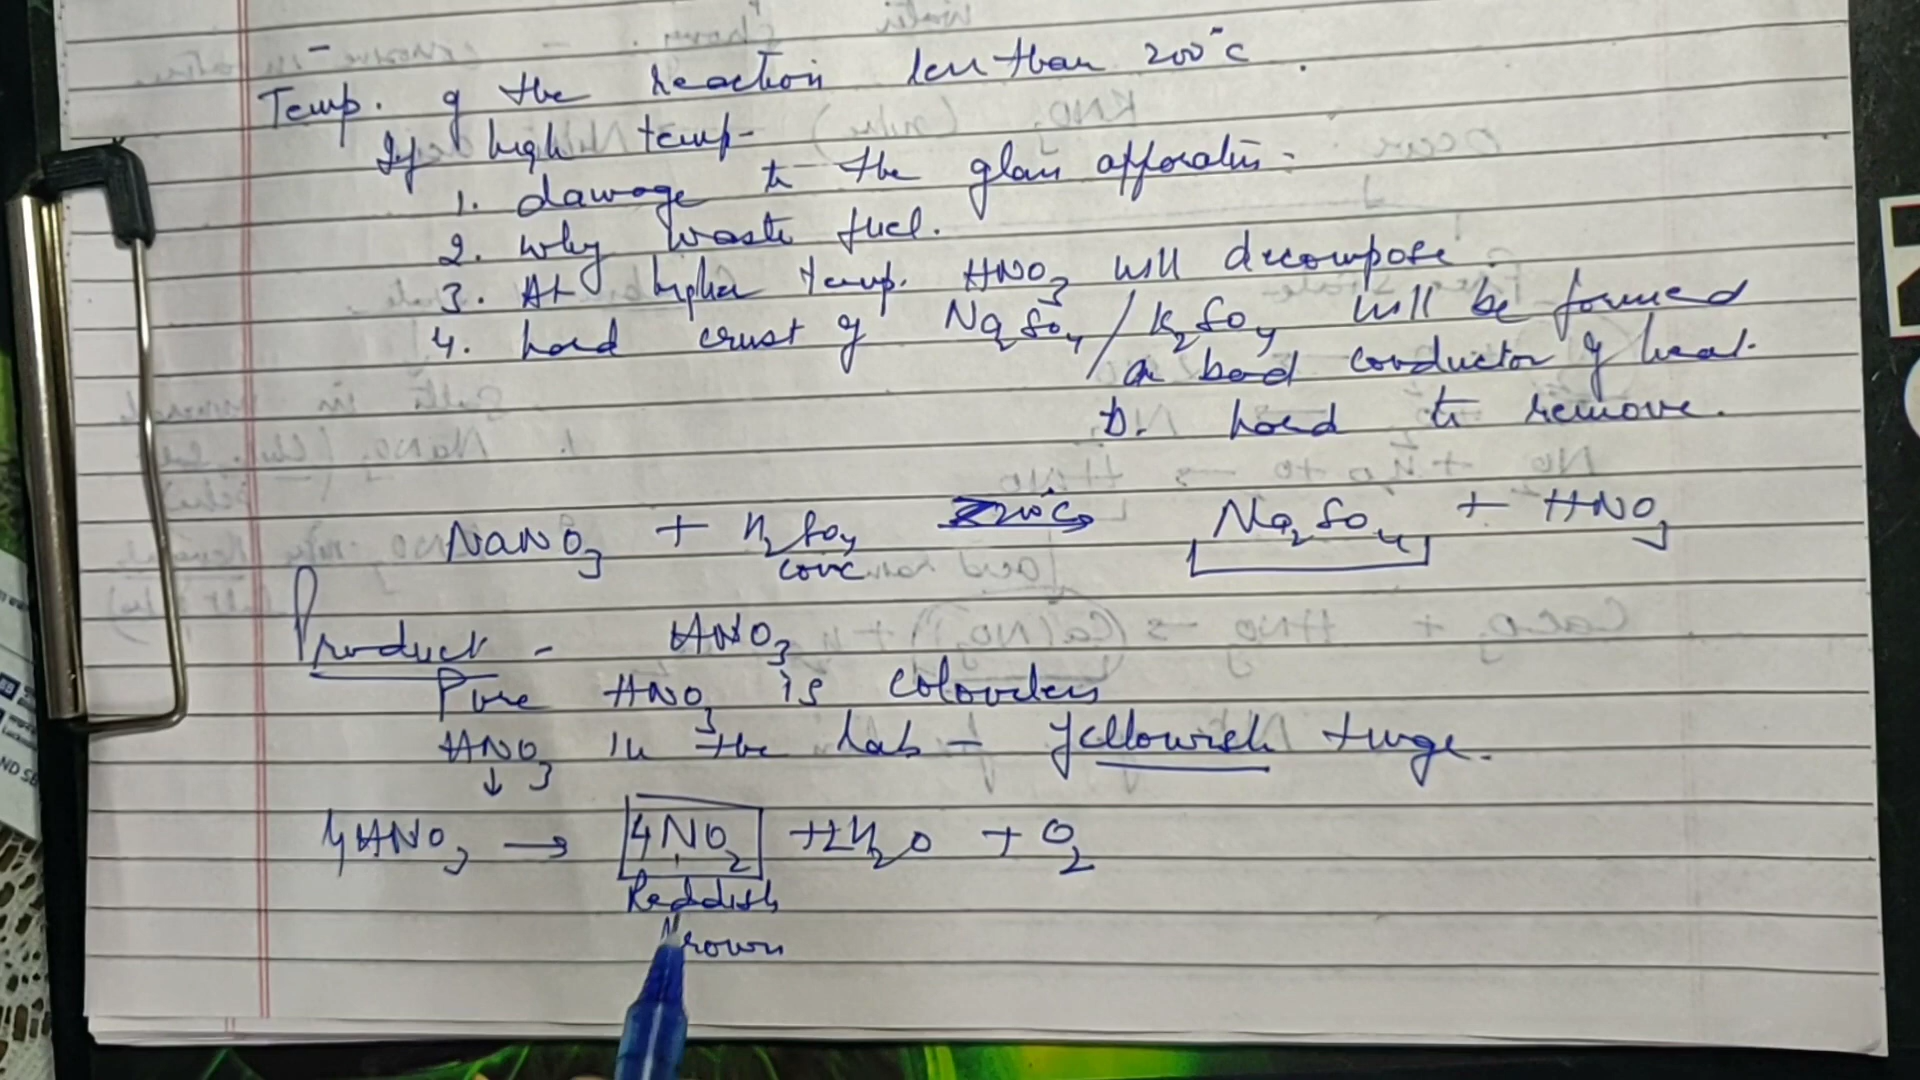 Temp. of the reaction less than 200°C.
If high temp-
1. damage to the glass apparatus.
2. why waste fuel.
3. At higher temp. HNO3 will decompose.
4. hard crust of Na2SO4 / K2SO4 will be formed
a bad conductor of heat.
b. hard to remove.
NaNO3 + H2SO4 → Na2SO4 + HNO3
conc
Product - HNO3
Pure HNO3 is colourless
HNO3 in the lab - yellowish tinge.
↓
4HNO3 → 4NO2 + H2O + O2
Reddish
Brown